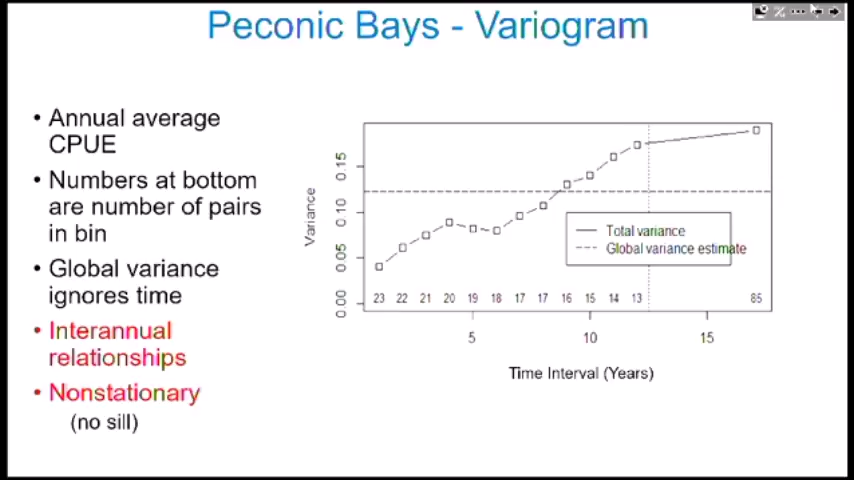 Peconic Bays - Variogram
• Annual average
CPUE
• Numbers at bottom
are number of pairs
in bin
• Global variance
ignores time
• Interannual
relationships
• Nonstationary
(no sill)
Variance
0.15
0.10
0.05
0.00
Total variance
Global variance estimate
23 22 21 20 19 18 17 17 16 15 14 13 85
5 10 15
Time Interval (Years)